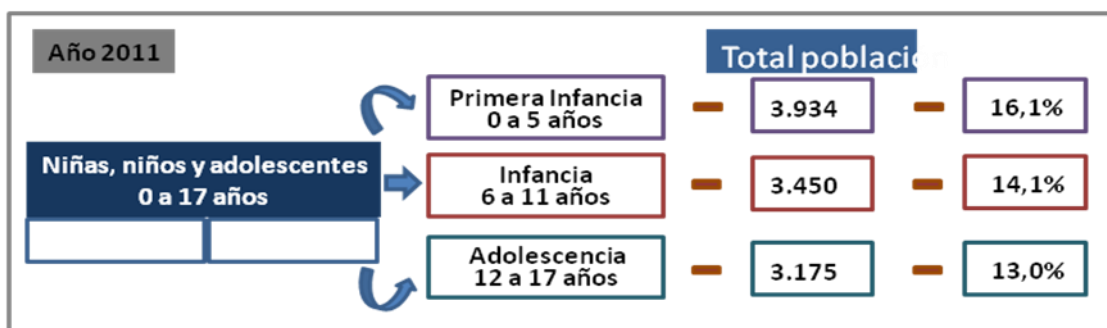 Año 2011
Total població
Primera Infancia
0 a 5 años
3.934
16,1%
Niñas, niños y adolescentes
0 a 17 años
Infancia
6 a 11 años
3.450
14,1%
Adolescencia
12 a 17 años
3.175
13,0%